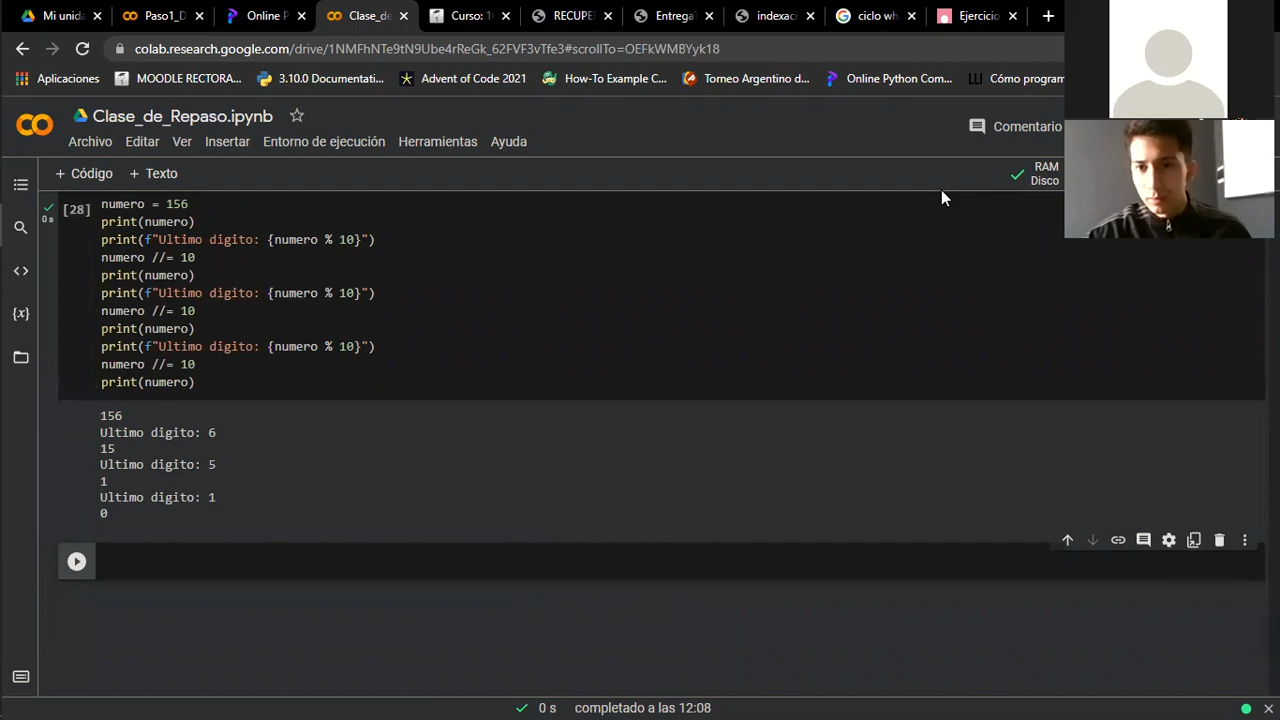 Mi unida
Paso1_D
Online P
Clase_de
Curso: 1
RECUPE
Entrega
indexaci
ciclo wh
Ejercicio
colab.research.google.com/drive/1NMFhNTe9tN9Ube4rReGk_62FVF3vTfe3#scrollTo=OEFkWMBYyk18
Aplicaciones
MOODLE RECTORA...
3.10.0 Documentati...
Advent of Code 2021
How-To Example C...
Torneo Argentino d...
Online Python Com...
Cómo program
Clase_de_Repaso.ipynb
Comentario
Archivo Editar Ver Insertar Entorno de ejecución Herramientas Ayuda
+ Código + Texto
RAM
Disco
0 s
[28]
numero = 156
print(numero)
print(f"Ultimo digito: {numero % 10}")
numero //= 10
print(numero)
print(f"Ultimo digito: {numero % 10}")
numero //= 10
print(numero)
print(f"Ultimo digito: {numero % 10}")
numero //= 10
print(numero)
156
Ultimo digito: 6
15
Ultimo digito: 5
1
Ultimo digito: 1
0
0 s completado a las 12:08